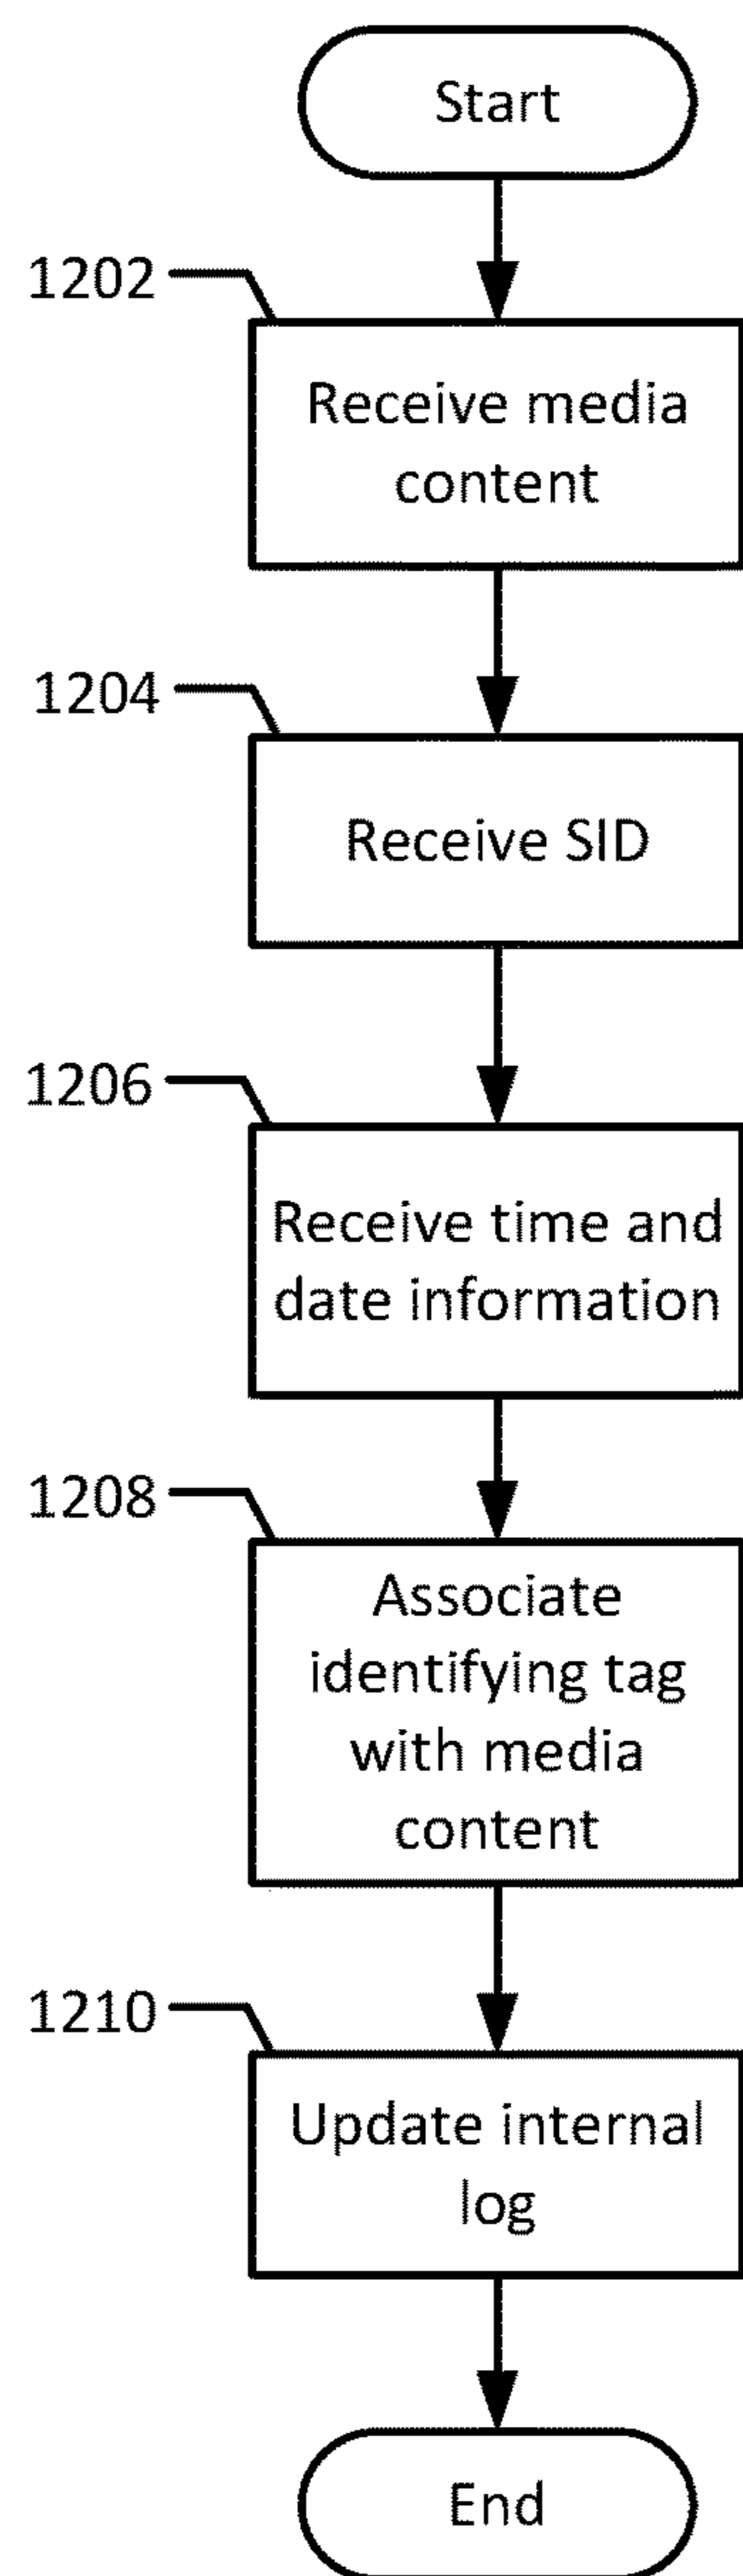 Start
1202
Receive media
content
1204
Receive SID
1206
Receive time and
date information
1208
Associate
identifying tag
with media
content
1210
Update internal
log
End